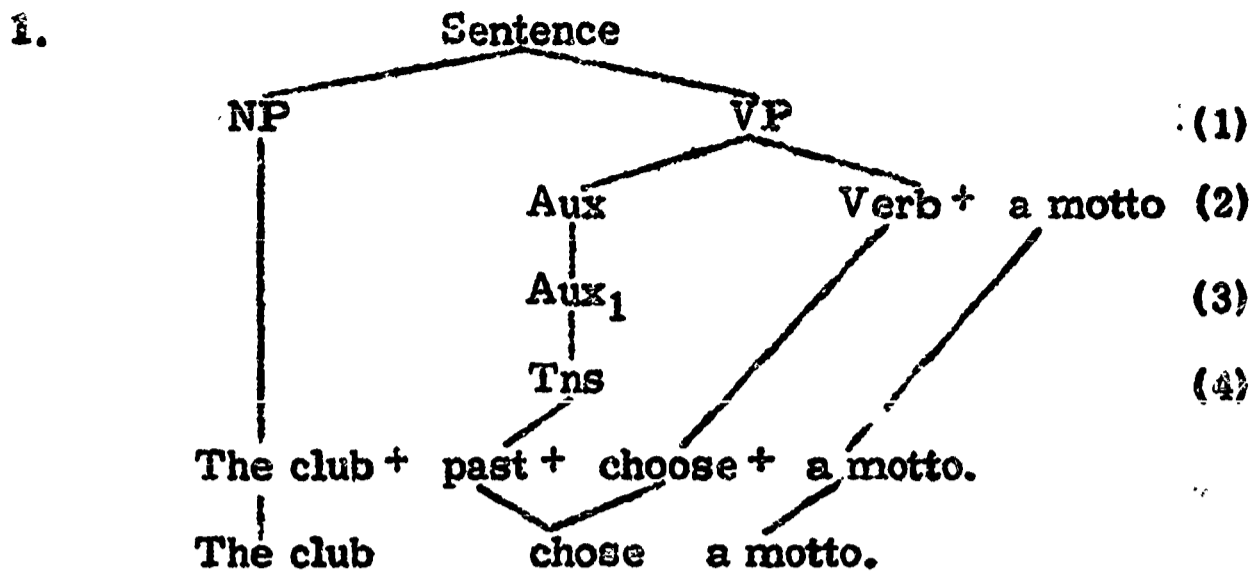 1.
Sentence
NP VP (1)
Aux Verb + a motto (2)
Aux1 (3)
Tns (4)
The club + past + choose + a motto.
The club chose a motto.